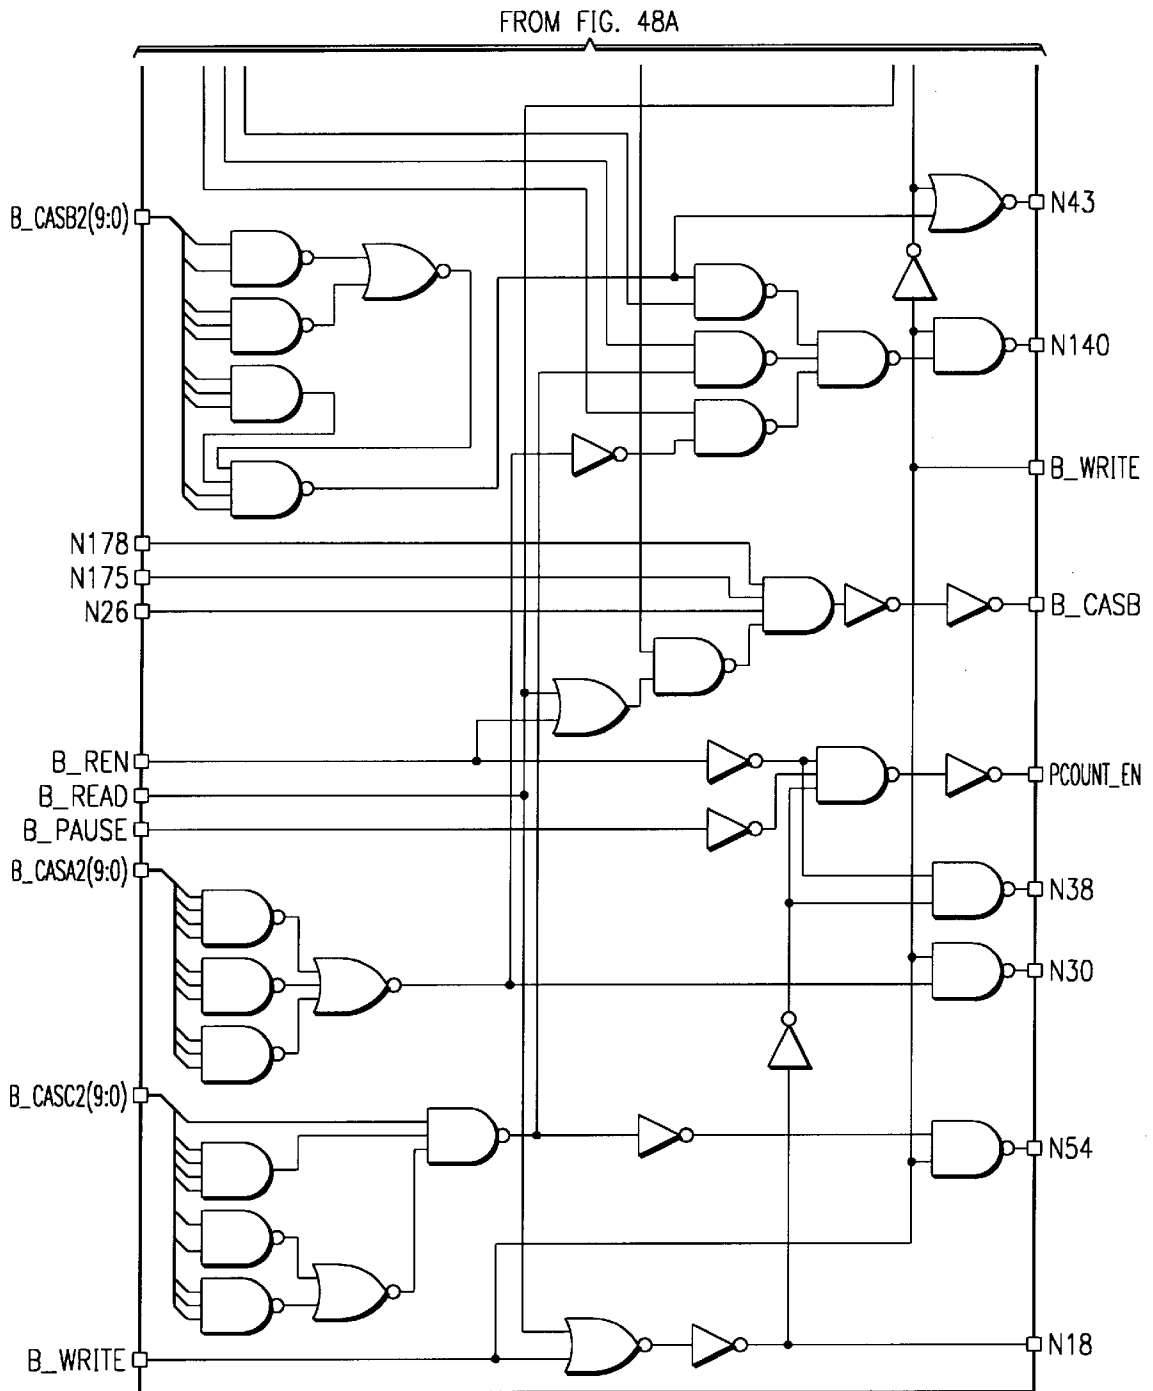 FROM FIG. 48A
B_CASB2(9:0)
N43
N140
B_WRITE
N178
N175
N26
B_CASB
B_REN
B_READ
B_PAUSE
PCOUNT_EN
B_CASA2(9:0)
N38
N30
B_CASC2(9:0)
N54
B_WRITE
N18